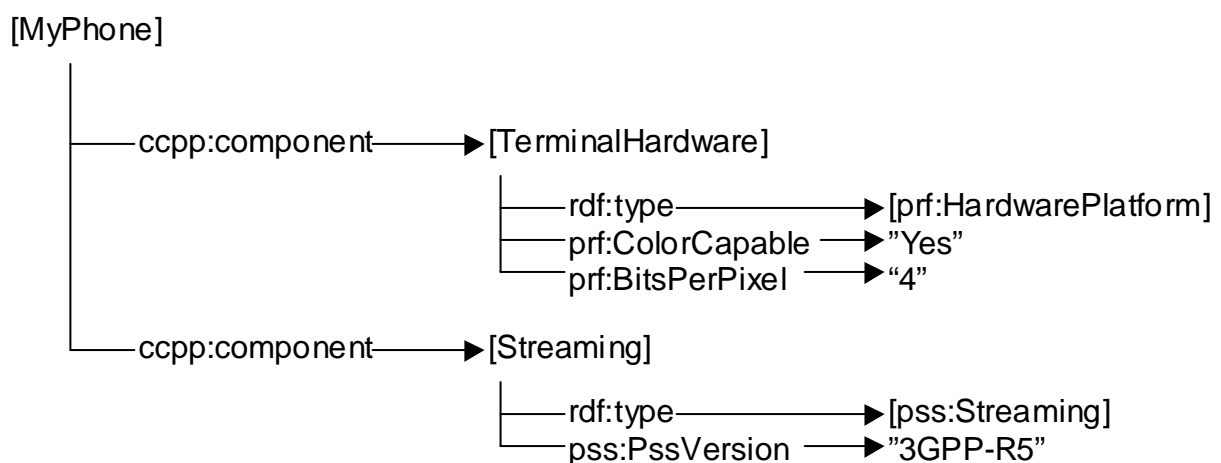 [MyPhone]
ccpp:component [TerminalHardware]
rdf:type [prf:HardwarePlatform]
prf:ColorCapable ”Yes”
prf:BitsPerPixel “4”
ccpp:component [Streaming]
rdf:type [pss:Streaming]
pss:PssVersion ”3GPP-R5”